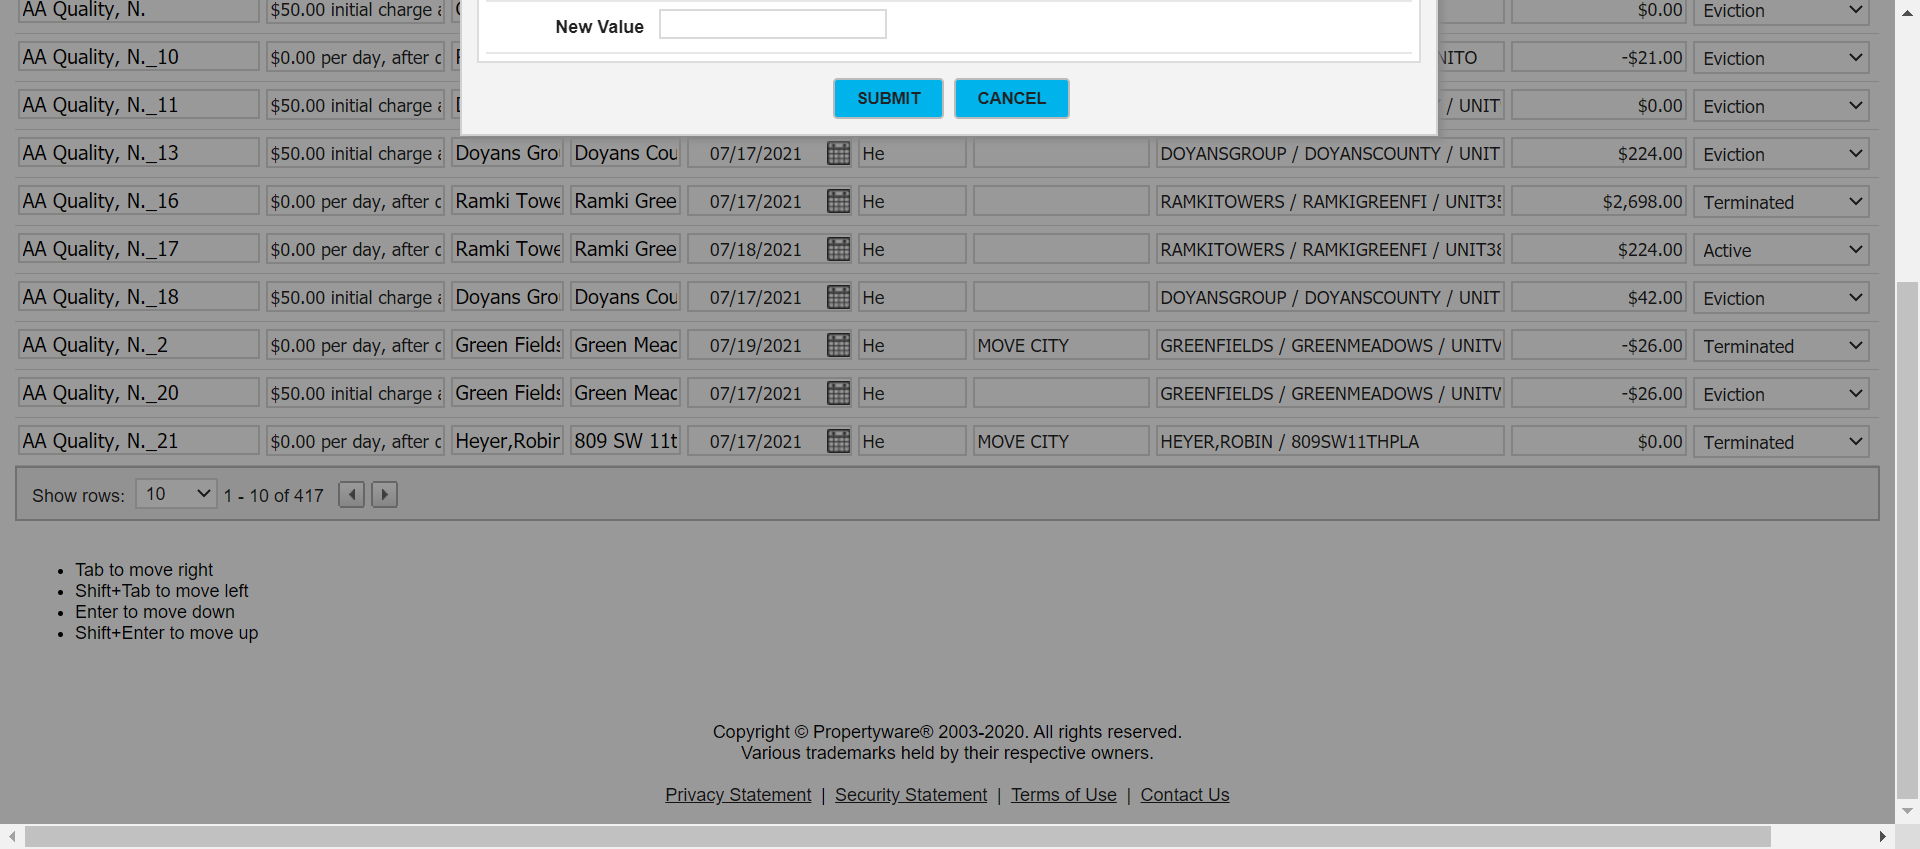 AA Quality, N. $50.00 initial charge $0.00 Eviction
New Value
AA Quality, N._10 $0.00 per day, after NITO -$21.00 Eviction
SUBMIT CANCEL
AA Quality, N._11 $50.00 initial charge / UNIT $0.00 Eviction
AA Quality, N._13 $50.00 initial charge Doyans Gro Doyans Cou 07/17/2021 He DOYANSGROUP / DOYANSCOUNTY / UNIT $224.00 Eviction
AA Quality, N._16 $0.00 per day, after Ramki Towe Ramki Gree 07/17/2021 He RAMKITOWERS / RAMKIGREENFI / UNIT35 $2,698.00 Terminated
AA Quality, N._17 $0.00 per day, after Ramki Towe Ramki Gree 07/18/2021 He RAMKITOWERS / RAMKIGREENFI / UNIT38 $224.00 Active
AA Quality, N._18 $50.00 initial charge Doyans Gro Doyans Cou 07/17/2021 He DOYANSGROUP / DOYANSCOUNTY / UNIT $42.00 Eviction
AA Quality, N._2 $0.00 per day, after Green Fields Green Mead 07/19/2021 He MOVE CITY GREENFIELDS / GREENMEADOWS / UNITV -$26.00 Terminated
AA Quality, N._20 $50.00 initial charge Green Fields Green Mead 07/17/2021 He GREENFIELDS / GREENMEADOWS / UNITW -$26.00 Eviction
AA Quality, N._21 $0.00 per day, after Heyer,Robin 809 SW 11t 07/17/2021 He MOVE CITY HEYER,ROBIN / 809SW11THPLA $0.00 Terminated
Show rows: 10 1 - 10 of 417
• Tab to move right
• Shift+Tab to move left
• Enter to move down
• Shift+Enter to move up
Copyright © Propertyware® 2003-2020. All rights reserved.
Various trademarks held by their respective owners.
Privacy Statement | Security Statement | Terms of Use | Contact Us